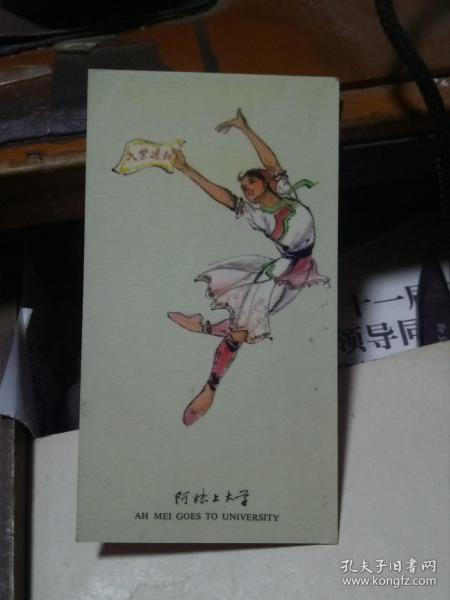 入学通知
十一届
领导同
阿妹上大学
AH MEI GOES TO UNIVERSITY
孔夫子旧书网
www.kongfz.com